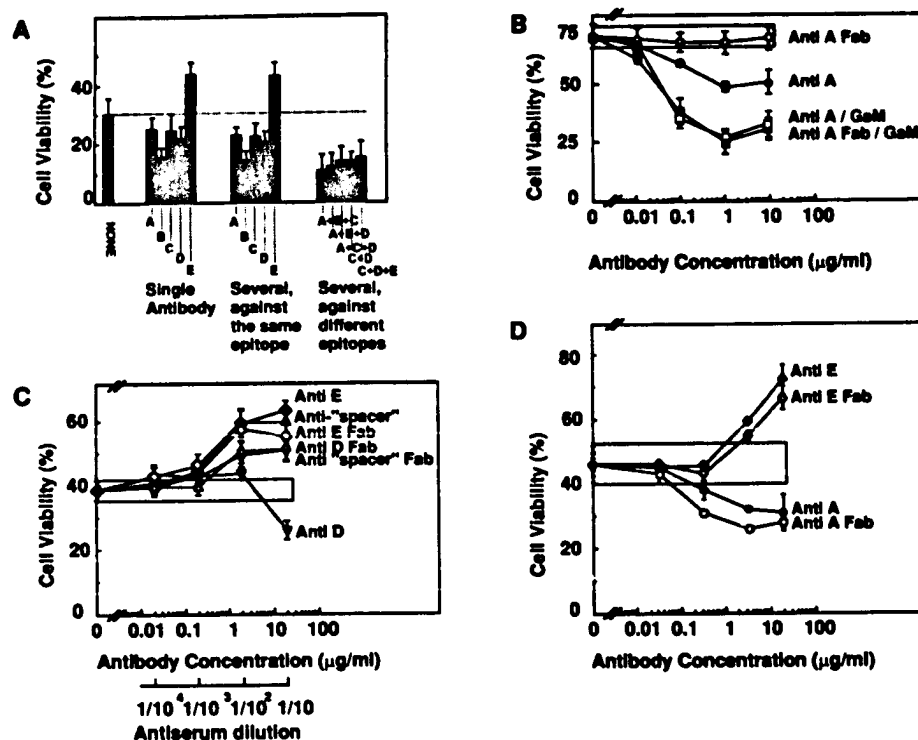 A
Cell Viability (%)
40
20
0
NONE
A
B
C
D
E
Single
Antibody
A
B
C
D
E
Several,
against
the same
epitope
A+B+C
A+B+D
A+C+D
C+D
C+D+E
Several,
against
different
epitopes
B
Cell Viability (%)
75
50
25
0
Anti A Fab
Anti A
Anti A / GaM
Anti A Fab / GaM
0 0.01 0.1 1 10 100
Antibody Concentration (μg/ml)
C
Cell Viability (%)
60
40
20
0
Anti E
Anti-"spacer"
Anti E Fab
Anti D Fab
Anti "spacer" Fab
Anti D
0 0.01 0.1 1 10 100
Antibody Concentration (μg/ml)
1/10⁴ 1/10³ 1/10² 1/10
Antiserum dilution
D
Cell Viability (%)
80
60
40
20
0
Anti E
Anti E Fab
Anti A
Anti A Fab
0 0.01 0.1 1 10 100
Antibody Concentration (μg/ml)